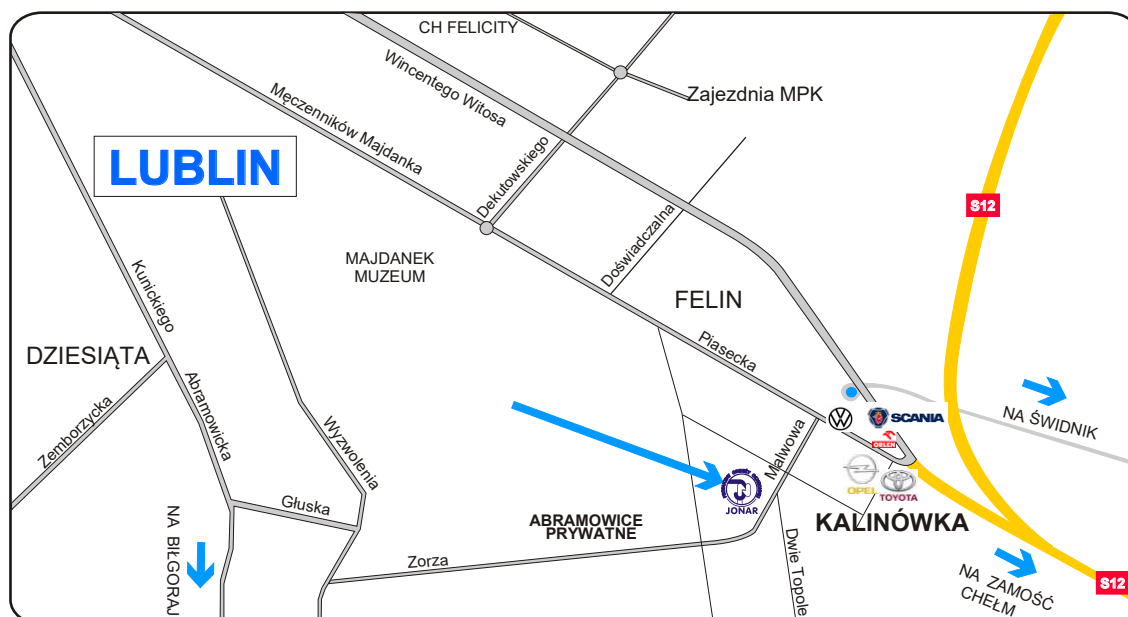 CH FELICITY
Wincentego Witosa
Zajezdnia MPK
Męczenników Majdanka
LUBLIN
Dekutowskiego
S12
Doświadczalna
MAJDANEK
MUZEUM
Kunickiego
FELIN
Piasecka
DZIESIĄTA
Abramowicka
NA ŚWIDNIK
SCANIA
ORLEN
Zemborzycka
Wyzwolenia
Malwowa
OPEL
TOYOTA
JONAR
Głuska
ABRAMOWICE
PRYWATNE
KALINÓWKA
NA BIŁGORAJ
Zorza
Dwie Topole
NA ZAMOŚĆ
CHEŁM
S12